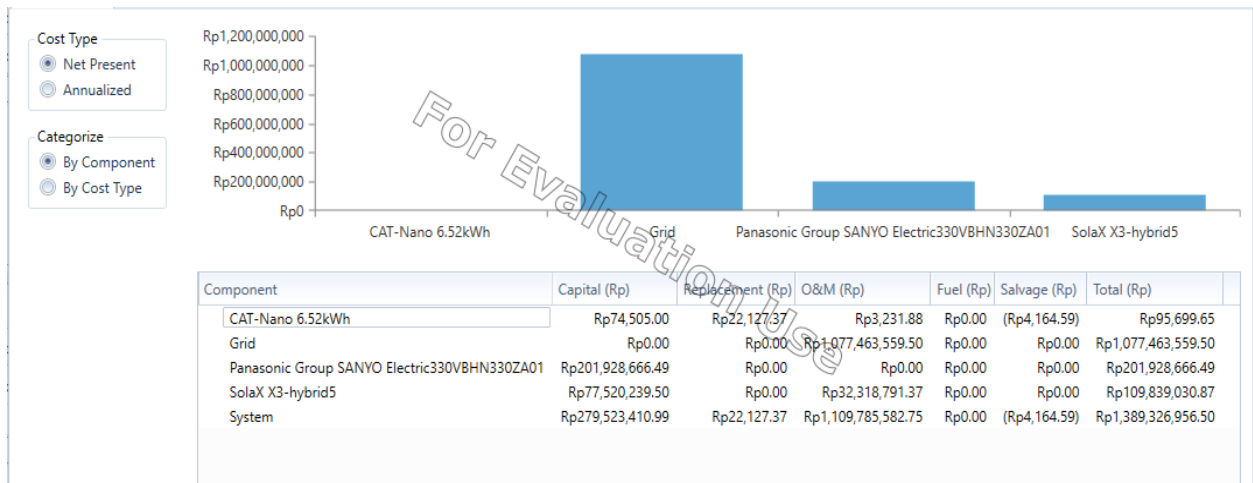 Cost Type
Net Present
Annualized
Categorize
By Component
By Cost Type
Rp1,200,000,000
Rp1,000,000,000
Rp800,000,000
Rp600,000,000
Rp400,000,000
Rp200,000,000
Rp0
CAT-Nano 6.52kWh Grid Panasonic Group SANYO Electric330VBHN330ZA01 SolaX X3-hybrid5
For Evaluation Use
Component Capital (Rp) Replacement (Rp) O&M (Rp) Fuel (Rp) Salvage (Rp) Total (Rp)
CAT-Nano 6.52kWh Rp74,505.00 Rp22,127.37 Rp3,231.88 Rp0.00 (Rp4,164.59) Rp95,699.65
Grid Rp0.00 Rp0.00 Rp1,077,463,559.50 Rp0.00 Rp0.00 Rp1,077,463,559.50
Panasonic Group SANYO Electric330VBHN330ZA01 Rp201,928,666.49 Rp0.00 Rp0.00 Rp0.00 Rp0.00 Rp201,928,666.49
SolaX X3-hybrid5 Rp77,520,239.50 Rp0.00 Rp32,318,791.37 Rp0.00 Rp0.00 Rp109,839,030.87
System Rp279,523,410.99 Rp22,127.37 Rp1,109,785,582.75 Rp0.00 (Rp4,164.59) Rp1,389,326,956.50